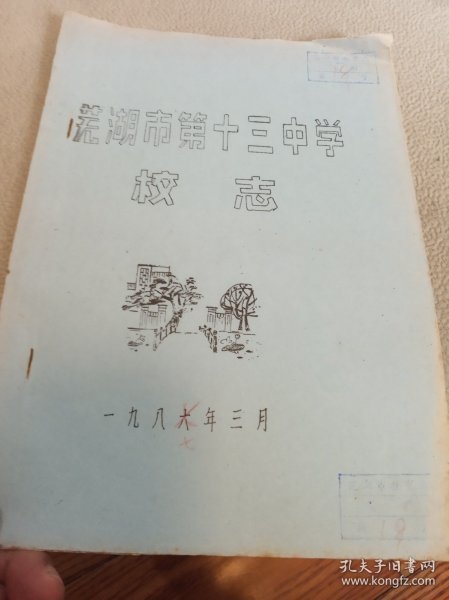 芜湖市第十三中学
校志
一九八六年三月
七
19
孔夫子旧书网
www.kongfz.com